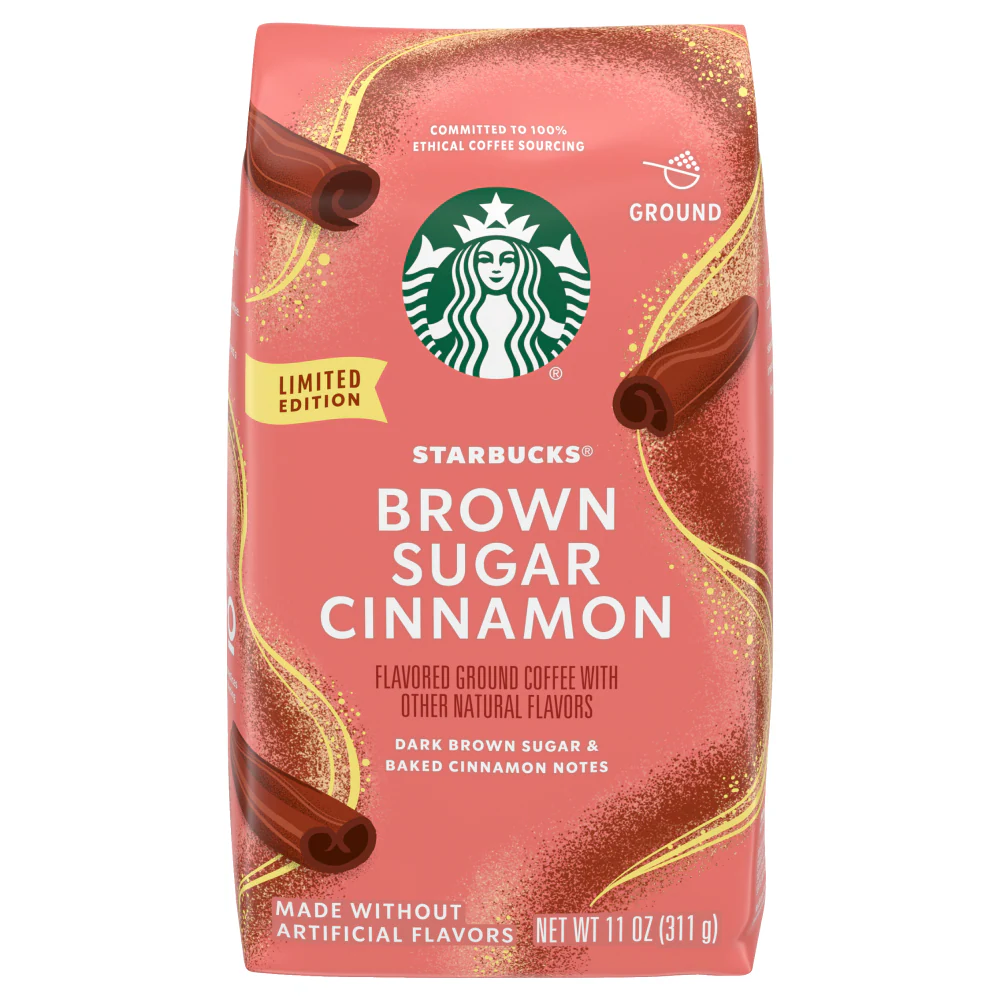 COMMITTED TO 100%
ETHICAL COFFEE SOURCING
GROUND
®
LIMITED
EDITION
STARBUCKS®
BROWN
SUGAR
CINNAMON
FLAVORED GROUND COFFEE WITH
OTHER NATURAL FLAVORS
DARK BROWN SUGAR &
BAKED CINNAMON NOTES
MADE WITHOUT
ARTIFICIAL FLAVORS
NET WT 11 OZ (311 g)